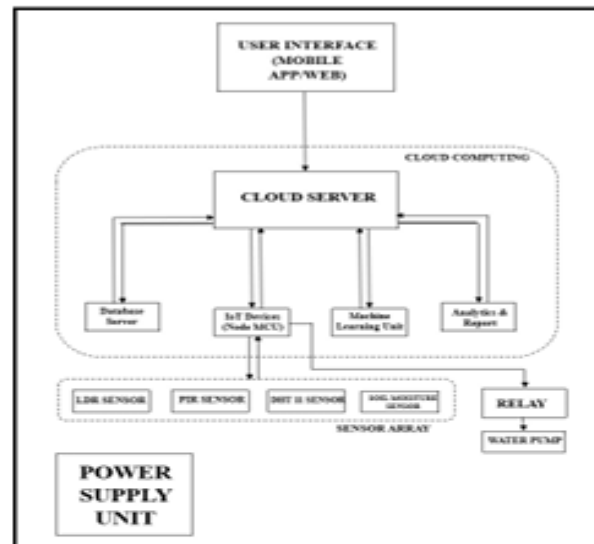 USER INTERFACE
(MOBILE
APP/WEB)
CLOUD COMPUTING
CLOUD SERVER
Database
Server
IoT Devices
(Node MCU)
Machine
Learning Unit
Analytics &
Report
LDR SENSOR
PIR SENSOR
DHT 11 SENSOR
SOIL MOISTURE
SENSOR
SENSOR ARRAY
RELAY
WATER PUMP
POWER
SUPPLY
UNIT